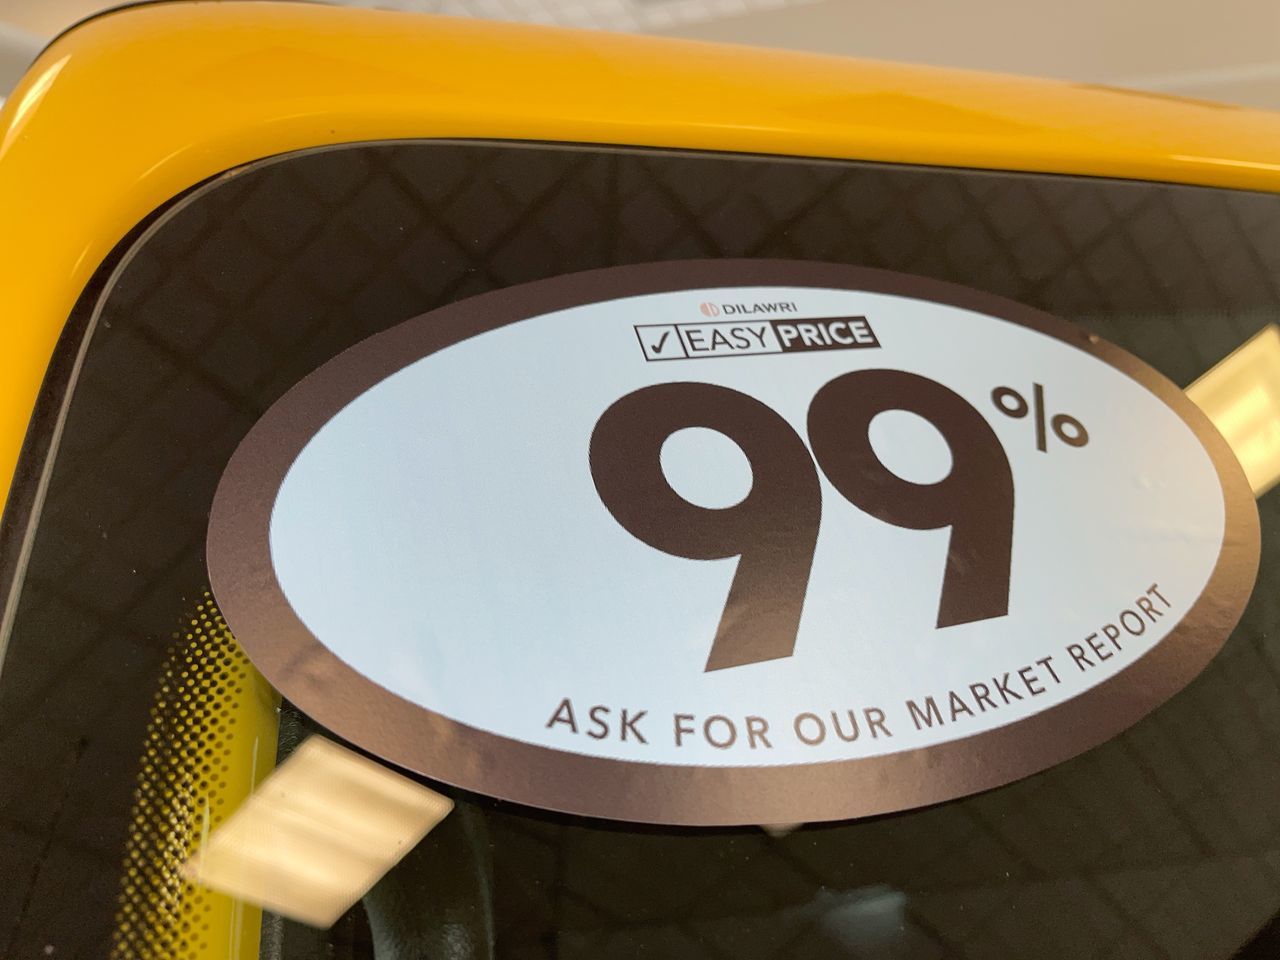 DILAWRI
✓ EASY PRICE
99%
ASK FOR OUR MARKET REPORT